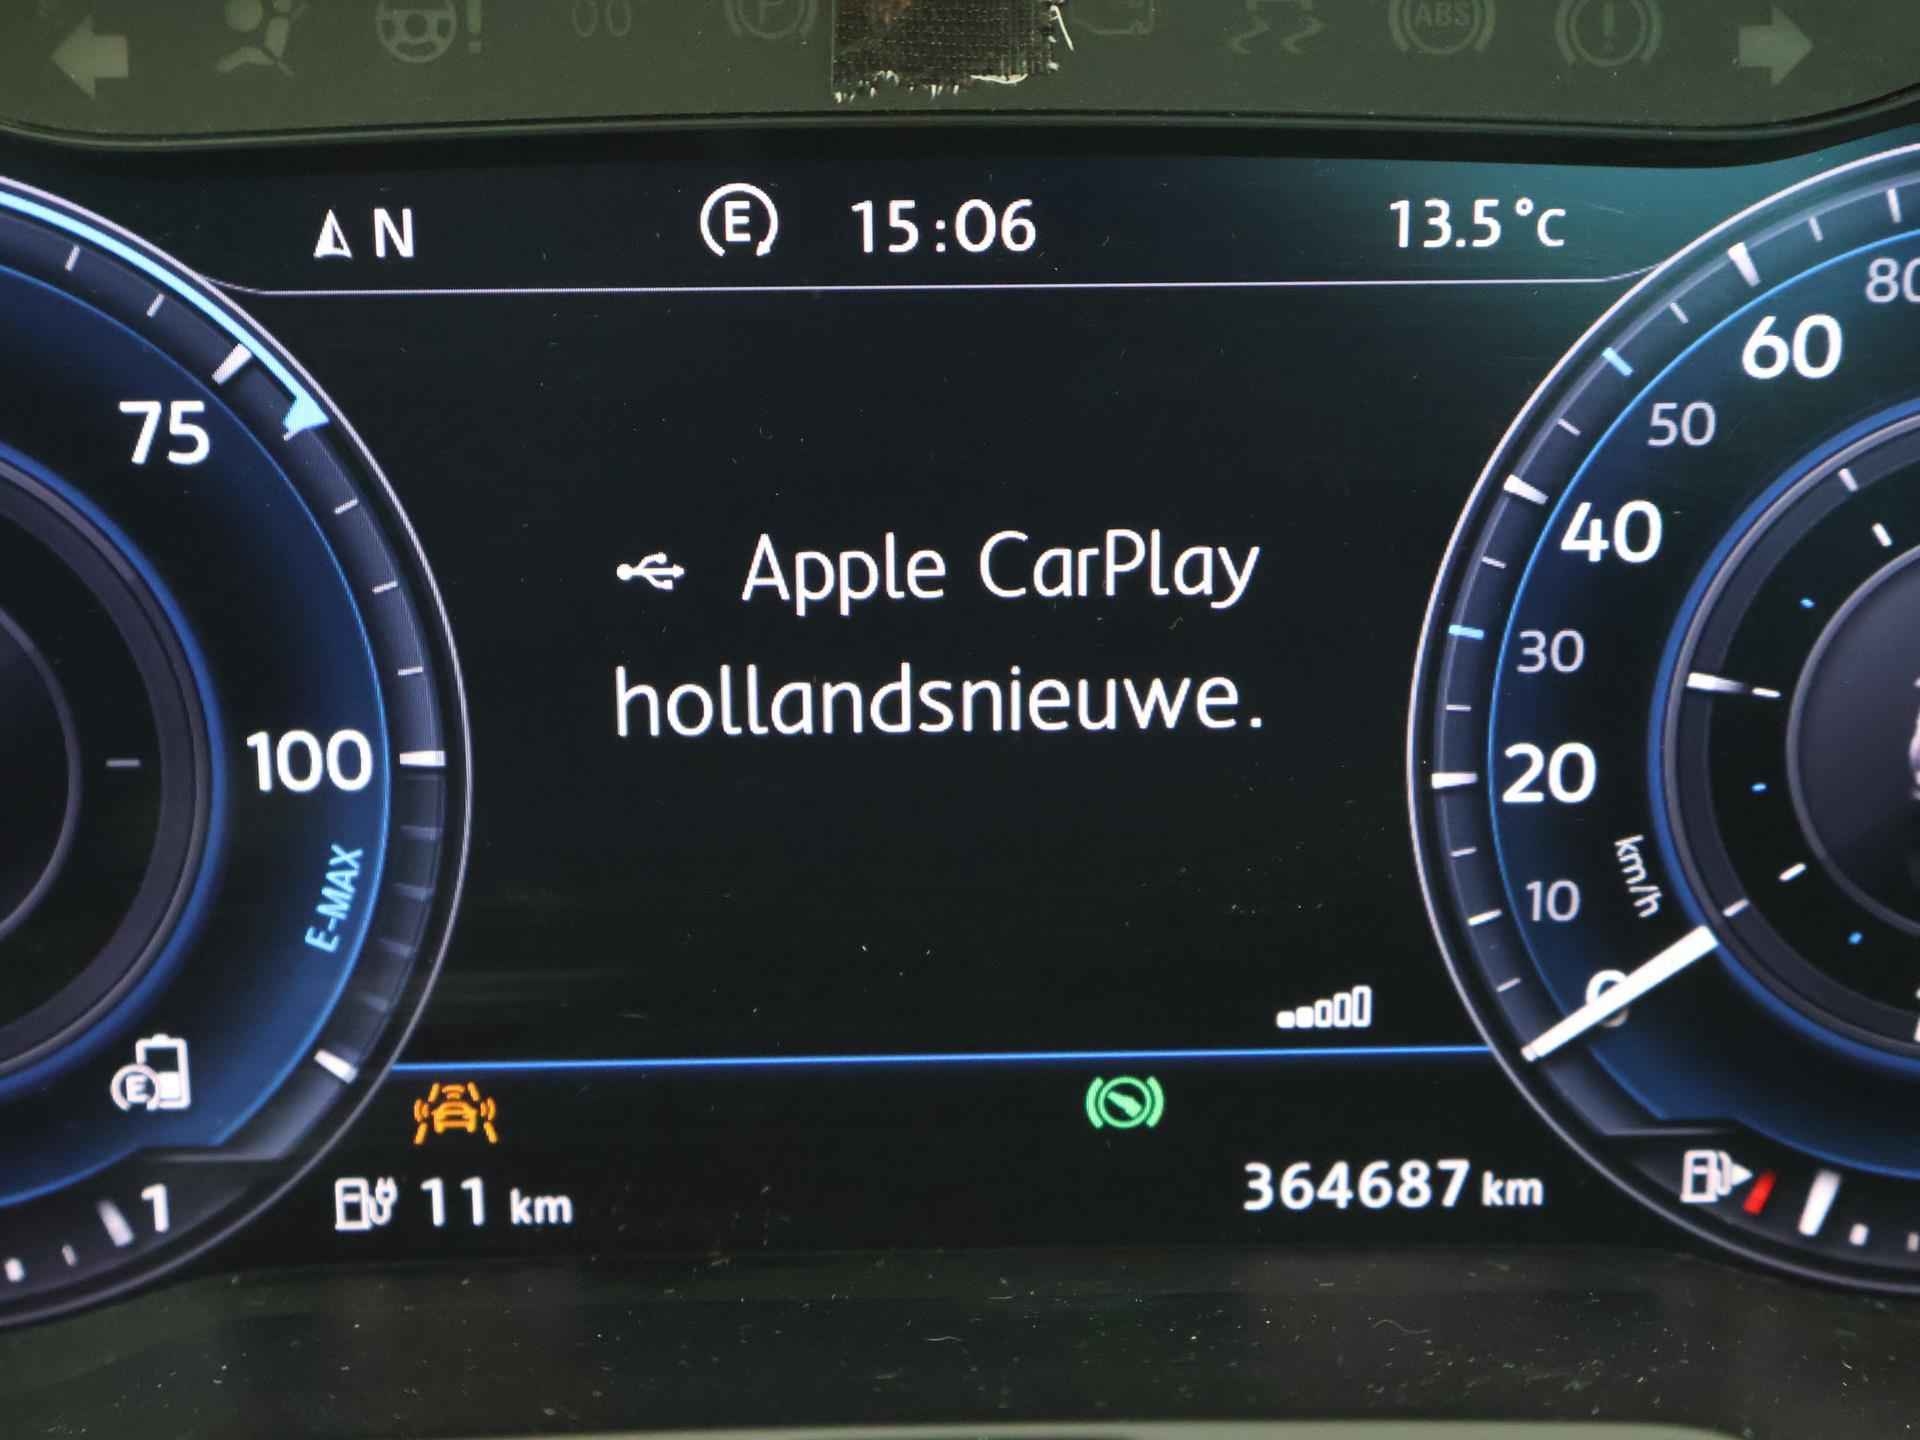 ABS
N E 15:06 13.5°C
80
60
75
50
Apple CarPlay
40
30
hollandsnieuwe.
100
20
km/h
E-MAX
10
0
E
1
11 km
364687 km